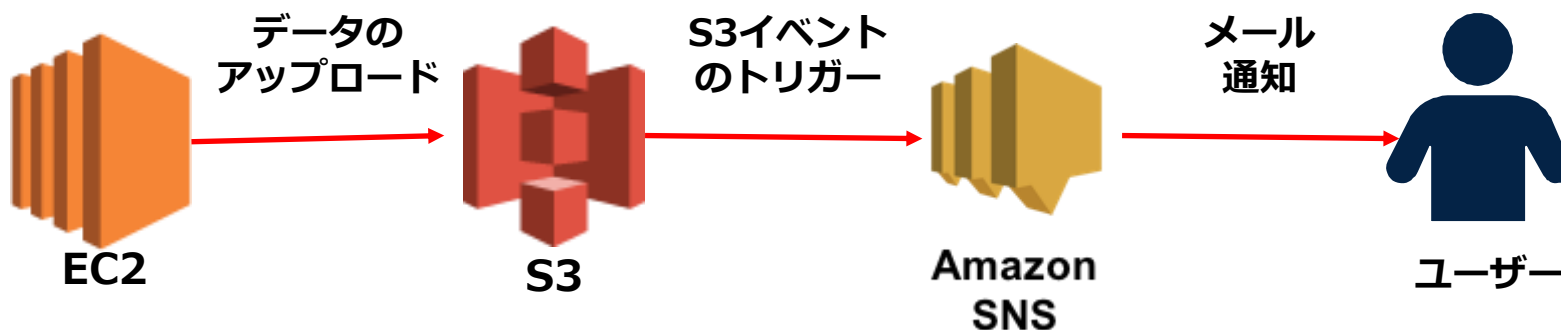 データの
アップロード
S3イベント
のトリガー
メール
通知
EC2
S3
Amazon
SNS
ユーザー